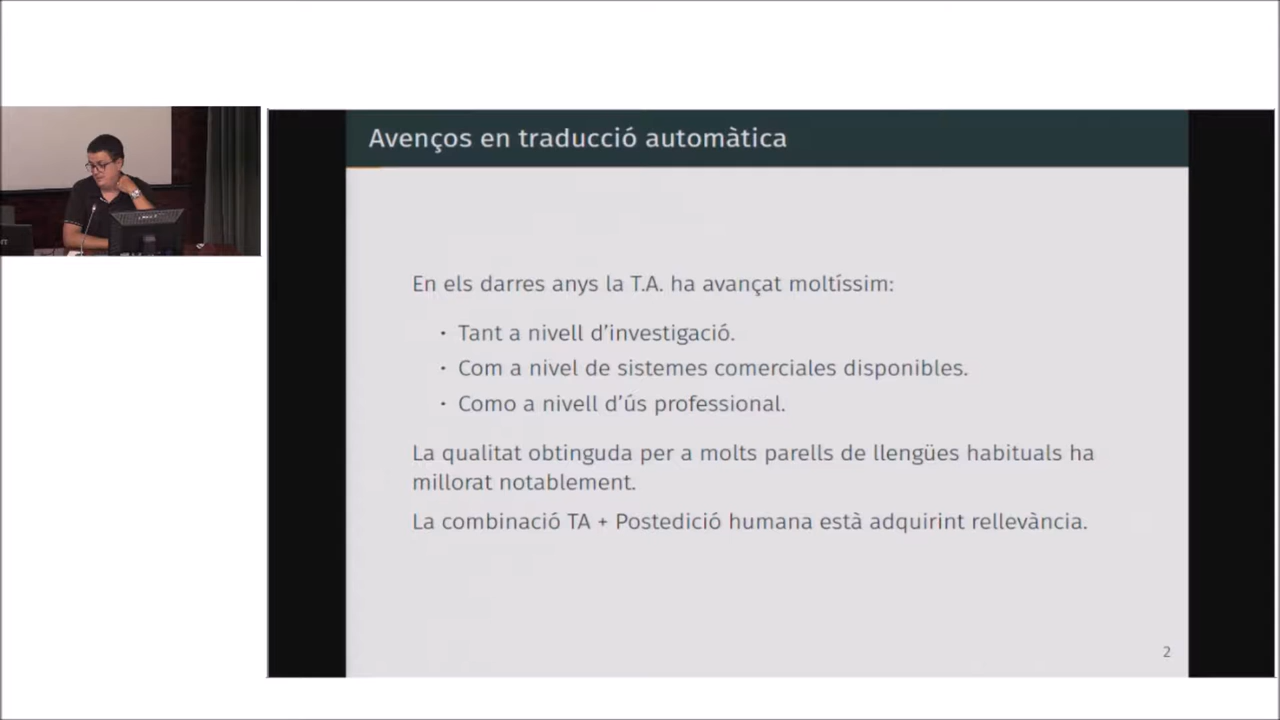 Avenços en traducció automàtica
En els darres anys la T.A. ha avançat moltíssim:
· Tant a nivell d’investigació.
· Com a nivel de sistemes comerciales disponibles.
· Como a nivell d’ús professional.
La qualitat obtinguda per a molts parells de llengües habituals ha
millorat notablement.
La combinació TA + Postedició humana està adquirint rellevància.
2